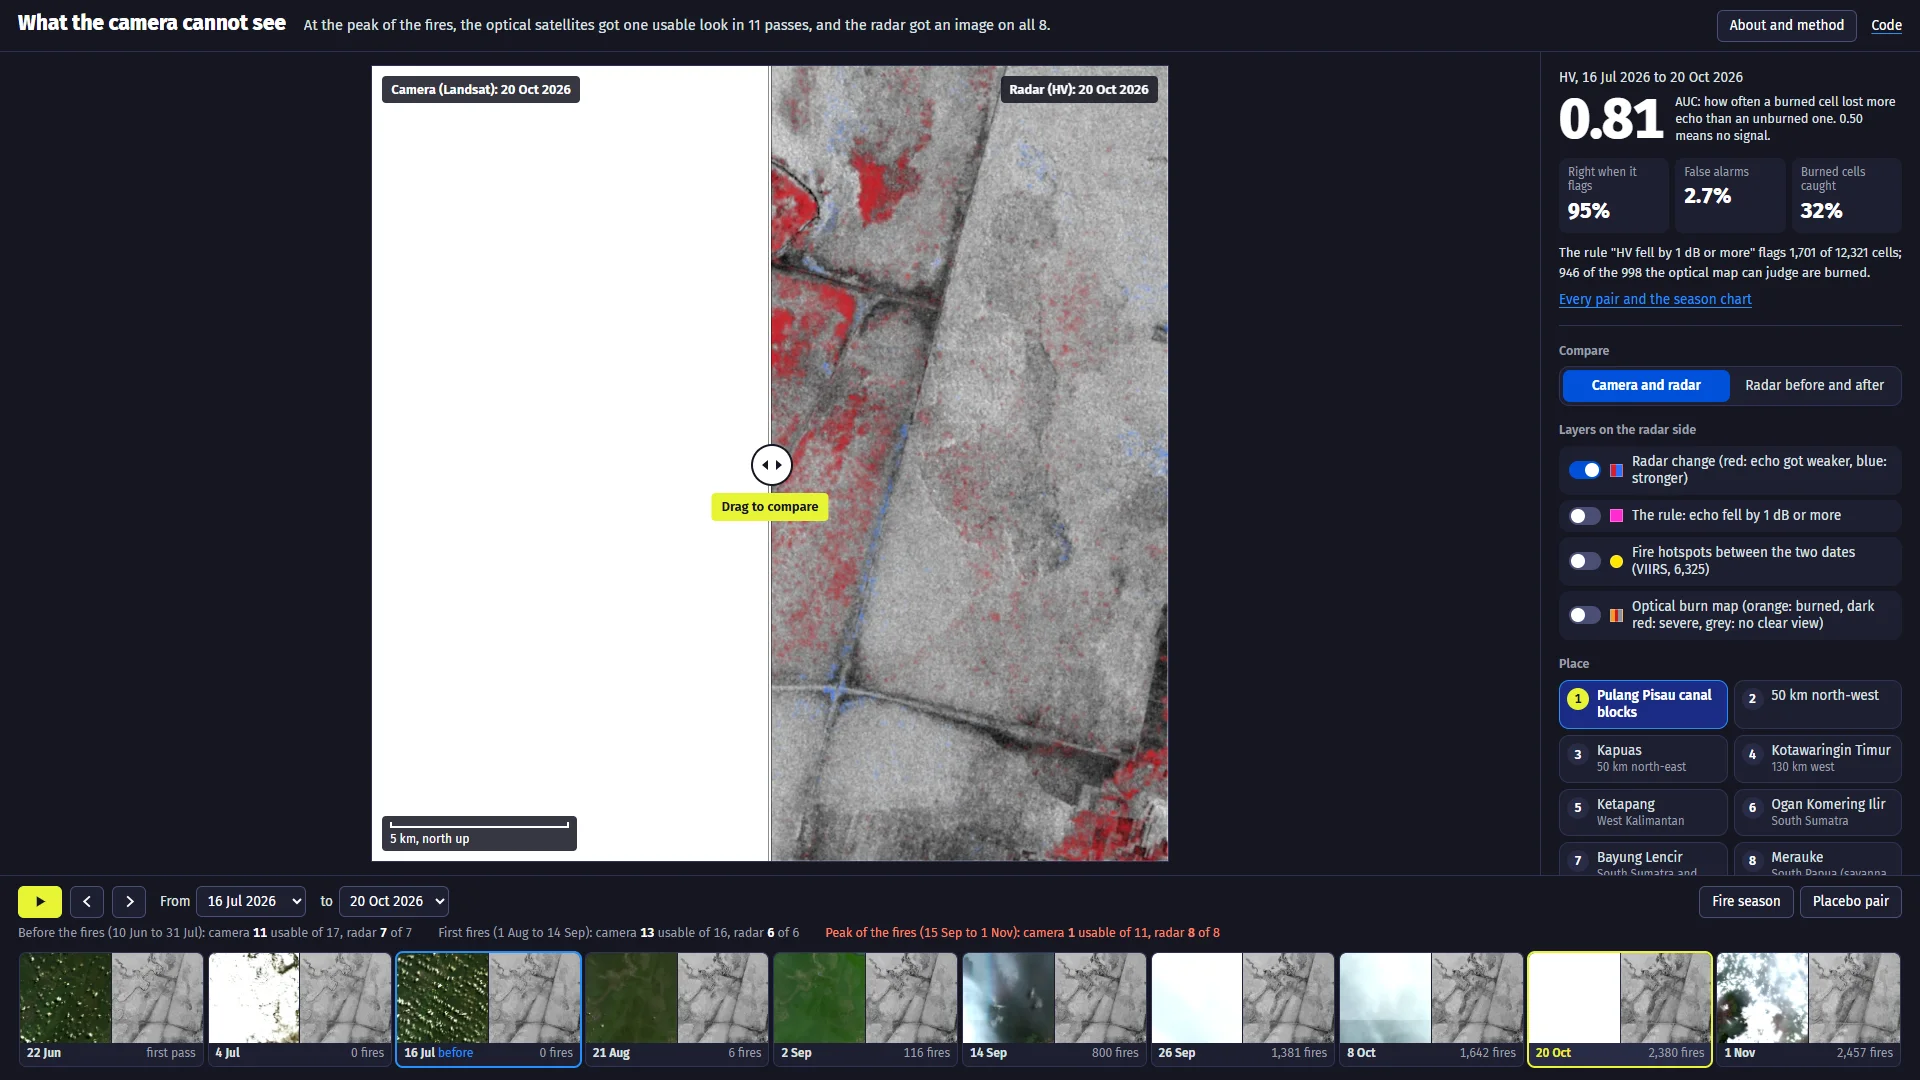 What the camera cannot see
At the peak of the fires, the optical satellites got one usable look in 11 passes, and the radar got an image on all 8.
About and method
Code
Camera (Landsat): 20 Oct 2026
Radar (HV): 20 Oct 2026
Drag to compare
5 km, north up
HV, 16 Jul 2026 to 20 Oct 2026
0.81
AUC: how often a burned cell lost more
echo than an unburned one. 0.50
means no signal.
Right when it
flags
95%
False alarms
2.7%
Burned cells
caught
32%
The rule "HV fell by 1 dB or more" flags 1,701 of 12,321 cells;
946 of the 998 the optical map can judge are burned.
Every pair and the season chart
Compare
Camera and radar
Radar before and after
Layers on the radar side
Radar change (red: echo got weaker, blue:
stronger)
The rule: echo fell by 1 dB or more
Fire hotspots between the two dates
(VIIRS, 6,325)
Optical burn map (orange: burned, dark
red: severe, grey: no clear view)
Place
1
Pulang Pisau canal
blocks
2
50 km north-west
3
Kapuas
50 km north-east
4
Kotawaringin Timur
130 km west
5
Ketapang
West Kalimantan
6
Ogan Komering Ilir
South Sumatra
7
Bayung Lencir
South Sumatra and
8
Merauke
South Papua (savanna
From
16 Jul 2026
to
20 Oct 2026
Fire season
Placebo pair
Before the fires (10 Jun to 31 Jul): camera 11 usable of 17, radar 7 of 7
First fires (1 Aug to 14 Sep): camera 13 usable of 16, radar 6 of 6
Peak of the fires (15 Sep to 1 Nov): camera 1 usable of 11, radar 8 of 8
22 Jun
first pass
4 Jul
0 fires
16 Jul before
0 fires
21 Aug
6 fires
2 Sep
116 fires
14 Sep
800 fires
26 Sep
1,381 fires
8 Oct
1,642 fires
20 Oct
2,380 fires
1 Nov
2,457 fires